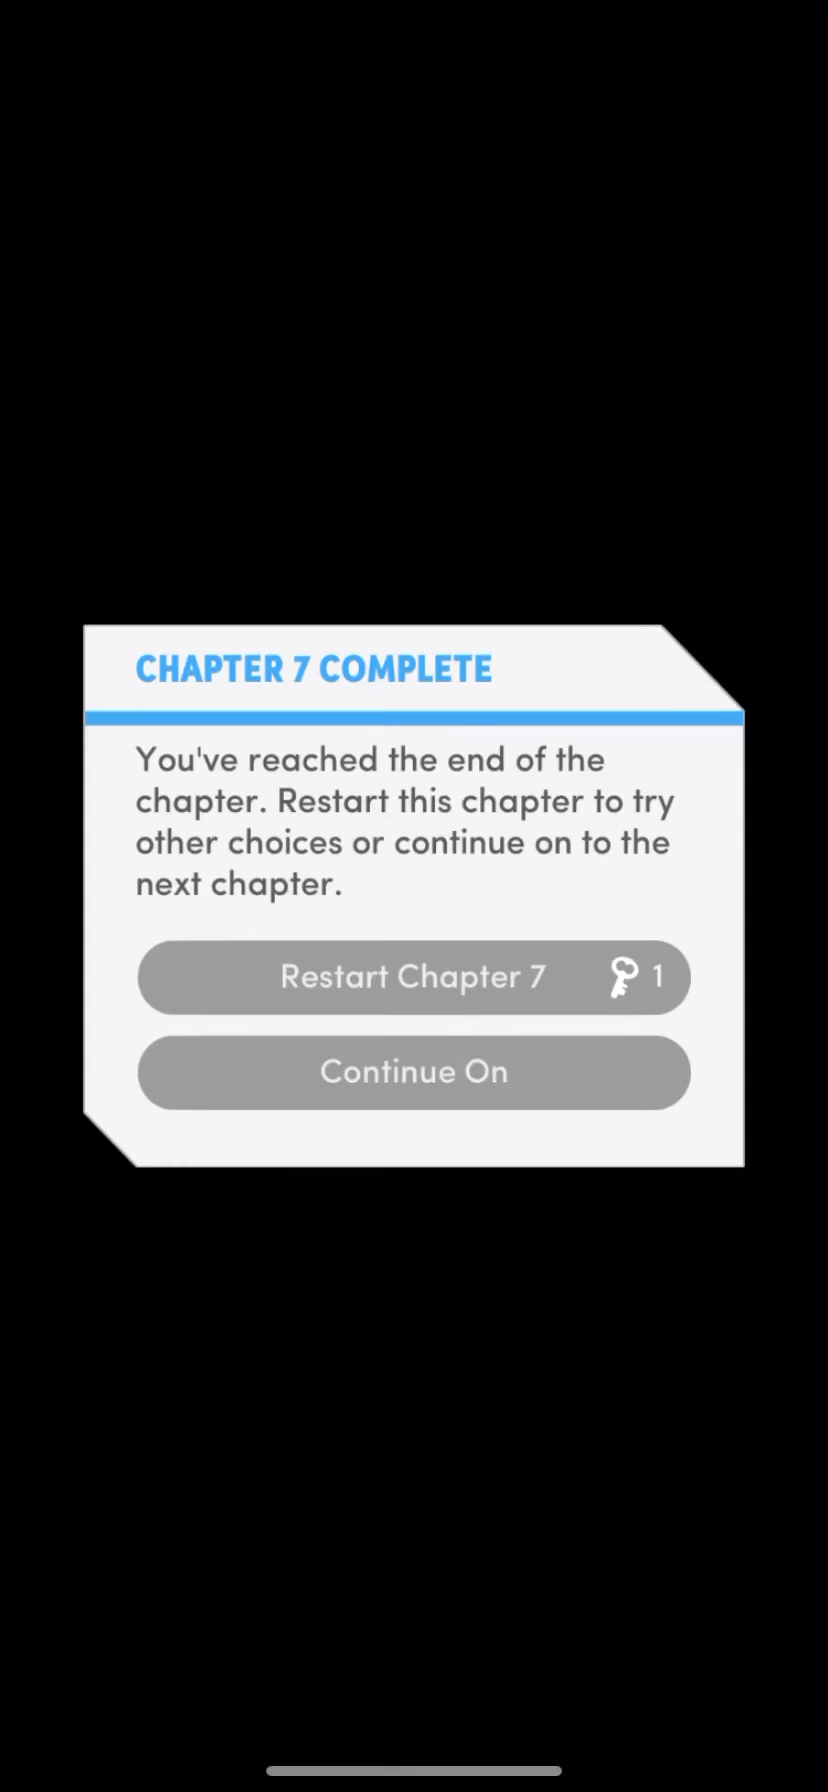 CHAPTER 7 COMPLETE
You've reached the end of the
chapter. Restart this chapter to try
other choices or continue on to the
next chapter.
Restart Chapter 7 1
Continue On